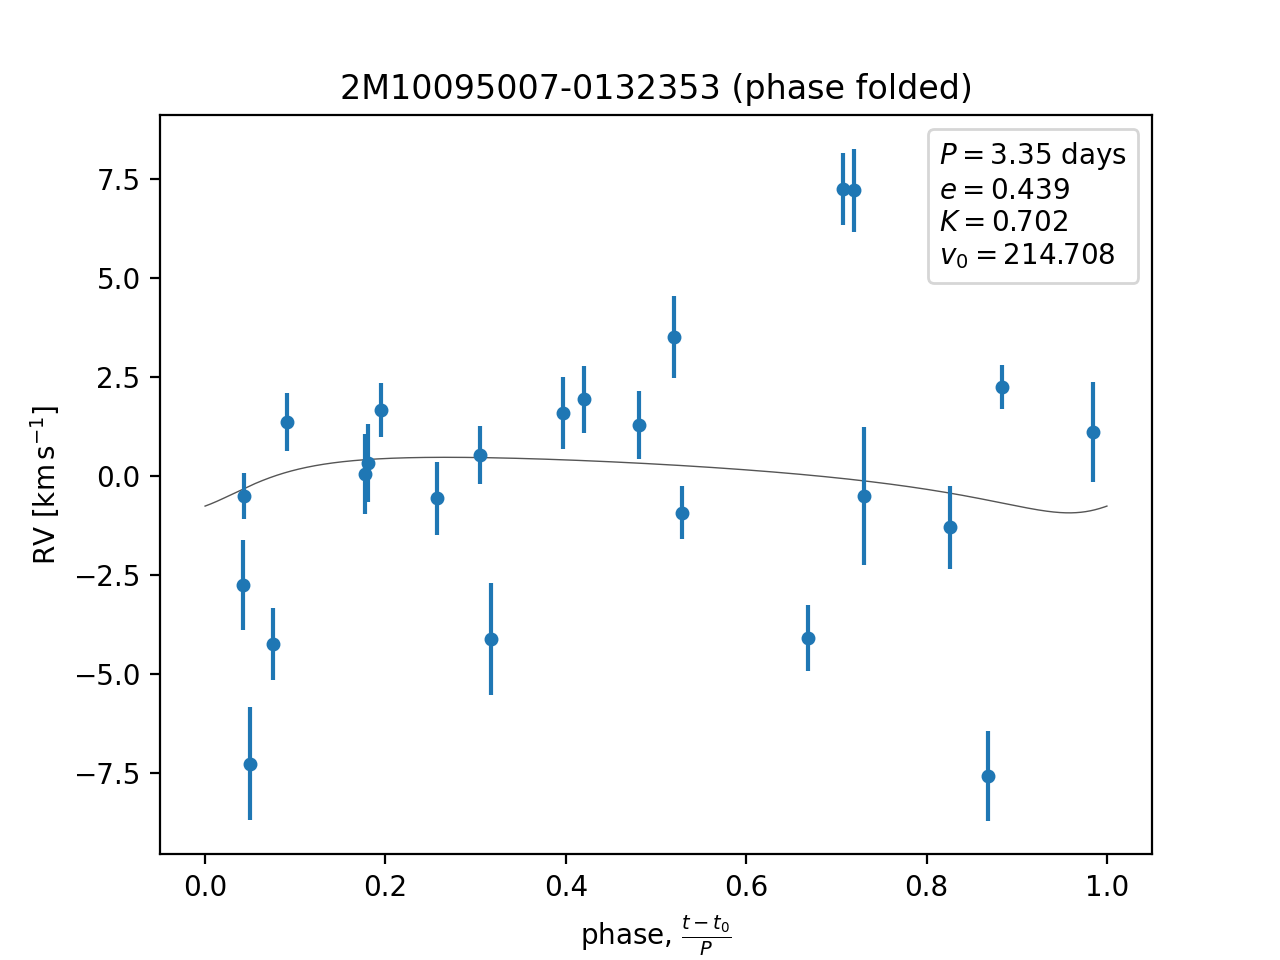 2M10095007-0132353 (phase folded)
P = 3.35 days
e = 0.439
K = 0.702
v₀ = 214.708
7.5
5.0
2.5
0.0
−2.5
−5.0
−7.5
RV [km s⁻¹]
0.0 0.2 0.4 0.6 0.8 1.0
phase, (t − t₀)/P